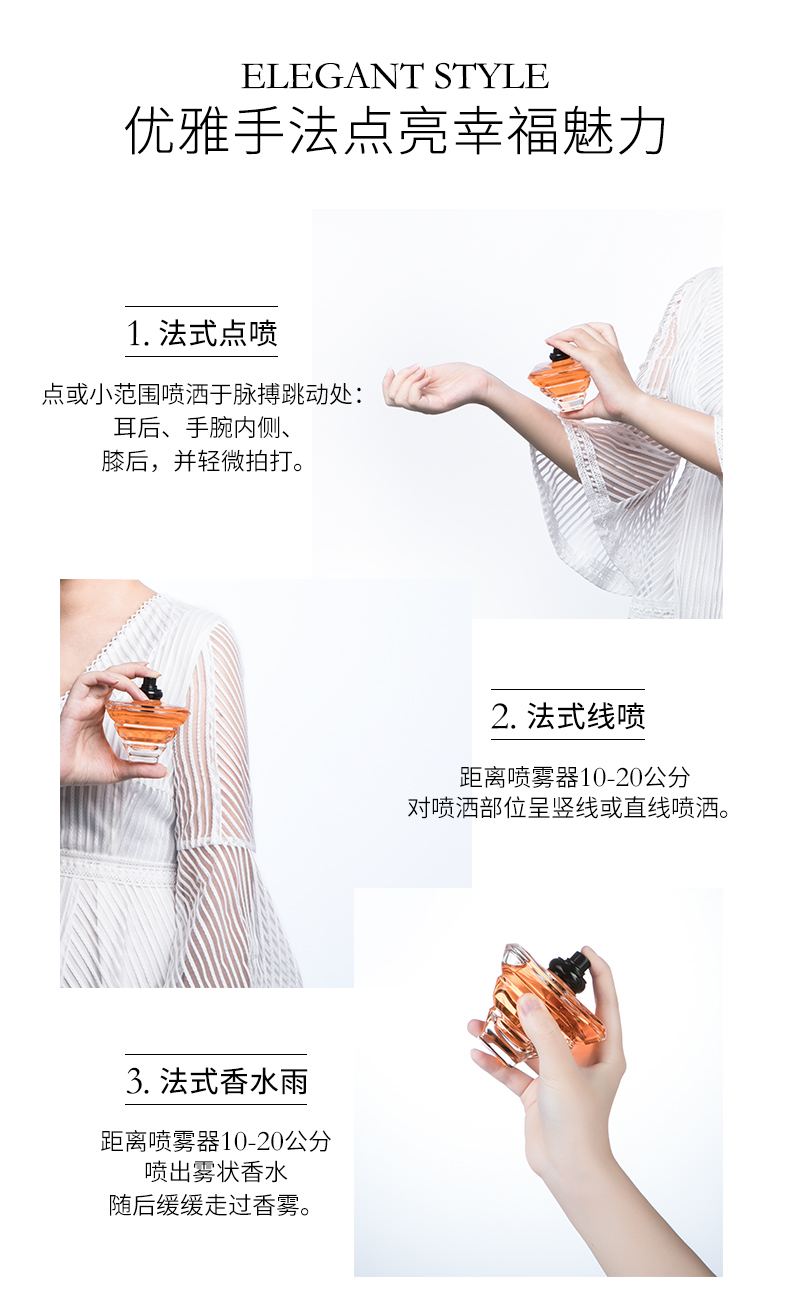 ELEGANT STYLE
优雅手法点亮幸福魅力
1. 法式点喷
点或小范围喷洒于脉搏跳动处：
耳后、手腕内侧、
膝后，并轻微拍打。
2. 法式线喷
距离喷雾器10-20公分
对喷洒部位呈竖线或直线喷洒。
3. 法式香水雨
距离喷雾器10-20公分
喷出雾状香水
随后缓缓走过香雾。